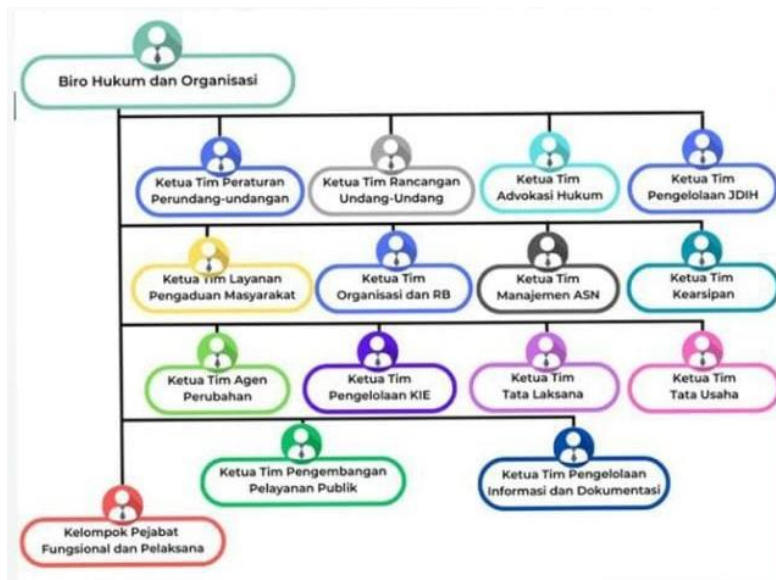 Biro Hukum dan Organisasi
Ketua Tim Peraturan
Perundang-undangan
Ketua Tim Rancangan
Undang-Undang
Ketua Tim
Advokasi Hukum
Ketua Tim
Pengelolaan JDIH
Ketua Tim Layanan
Pengaduan Masyarakat
Ketua Tim
Organisasi dan RB
Ketua Tim
Manajemen ASN
Ketua Tim
Kearsipan
Ketua Tim Agen
Perubahan
Ketua Tim
Pengelolaan KIE
Ketua Tim
Tata Laksana
Ketua Tim
Tata Usaha
Ketua Tim Pengembangan
Pelayanan Publik
Ketua Tim Pengelolaan
Informasi dan Dokumentasi
Kelompok Pejabat
Fungsional dan Pelaksana